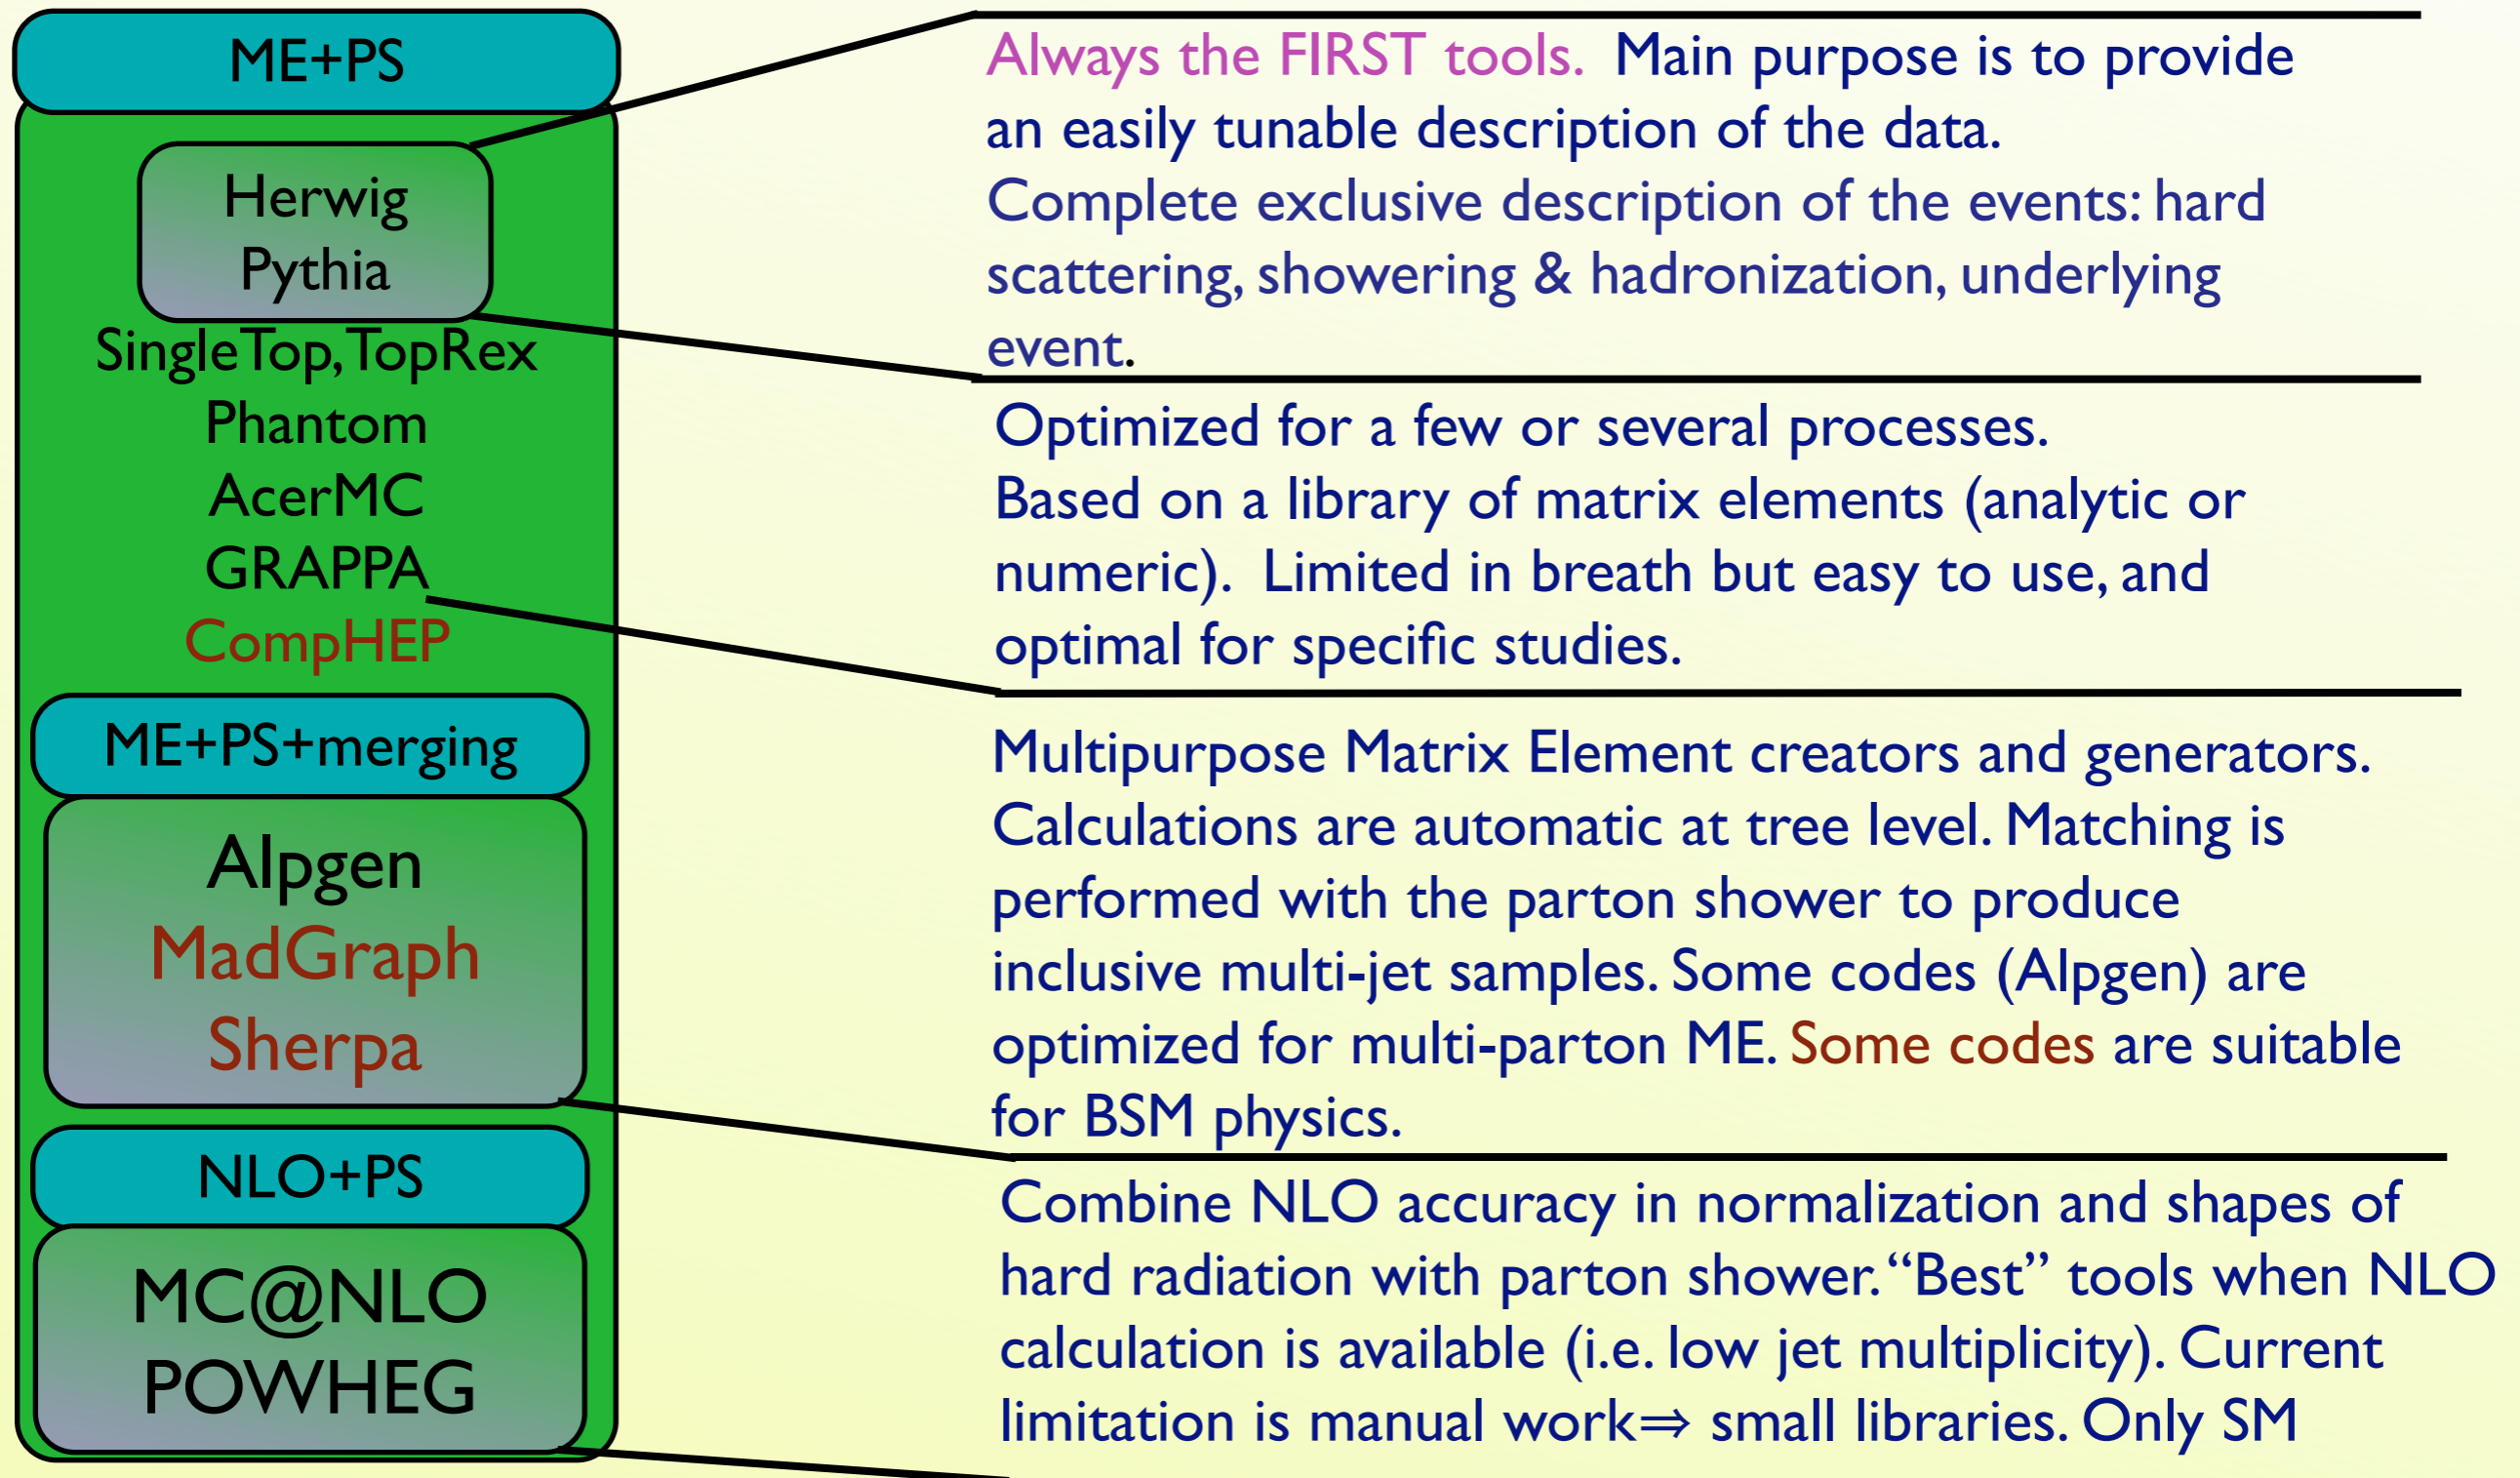 ME+PS
Herwig
Pythia
SingleTop, TopRex
Phantom
AcerMC
GRAPPA
CompHEP
ME+PS+merging
Alpgen
MadGraph
Sherpa
NLO+PS
MC@NLO
POWHEG
Always the FIRST tools. Main purpose is to provide
an easily tunable description of the data.
Complete exclusive description of the events: hard
scattering, showering & hadronization, underlying
event.
Optimized for a few or several processes.
Based on a library of matrix elements (analytic or
numeric). Limited in breath but easy to use, and
optimal for specific studies.
Multipurpose Matrix Element creators and generators.
Calculations are automatic at tree level. Matching is
performed with the parton shower to produce
inclusive multi-jet samples. Some codes (Alpgen) are
optimized for multi-parton ME. Some codes are suitable
for BSM physics.
Combine NLO accuracy in normalization and shapes of
hard radiation with parton shower. “Best” tools when NLO
calculation is available (i.e. low jet multiplicity). Current
limitation is manual work⇒ small libraries. Only SM